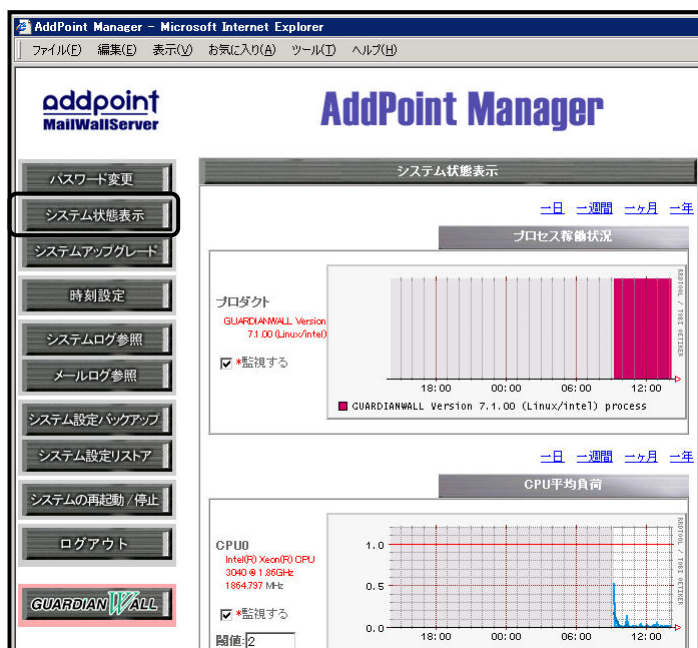 AddPoint Manager - Microsoft Internet Explorer
ファイル(F) 編集(E) 表示(V) お気に入り(A) ツール(T) ヘルプ(H)
addpoint
MailWallServer
AddPoint Manager
パスワード変更
システム状態表示
システムアップグレード
時刻設定
システムログ参照
メールログ参照
システム設定バックアップ
システム設定リストア
システムの再起動/停止
ログアウト
GUARDIANWALL
システム状態表示
一日 一週間 一ヶ月 一年
プロセス稼働状況
プロダクト
GUARDIANWALL Version
7.1.00 (Linux/intel)
*監視する
RRDTOOL / TOBI OETIKER
18:00 00:00 06:00 12:00
GUARDIANWALL Version 7.1.00 (Linux/intel) process
一日 一週間 一ヶ月 一年
CPU平均負荷
CPU0
Intel(R) Xeon(R) CPU
3040 @ 1.86GHz
1864.797 MHz
*監視する
閾値:2
RRDTOOL / TOBI OETIKER
1.0
0.5
0.0
18:00 00:00 06:00 12:00